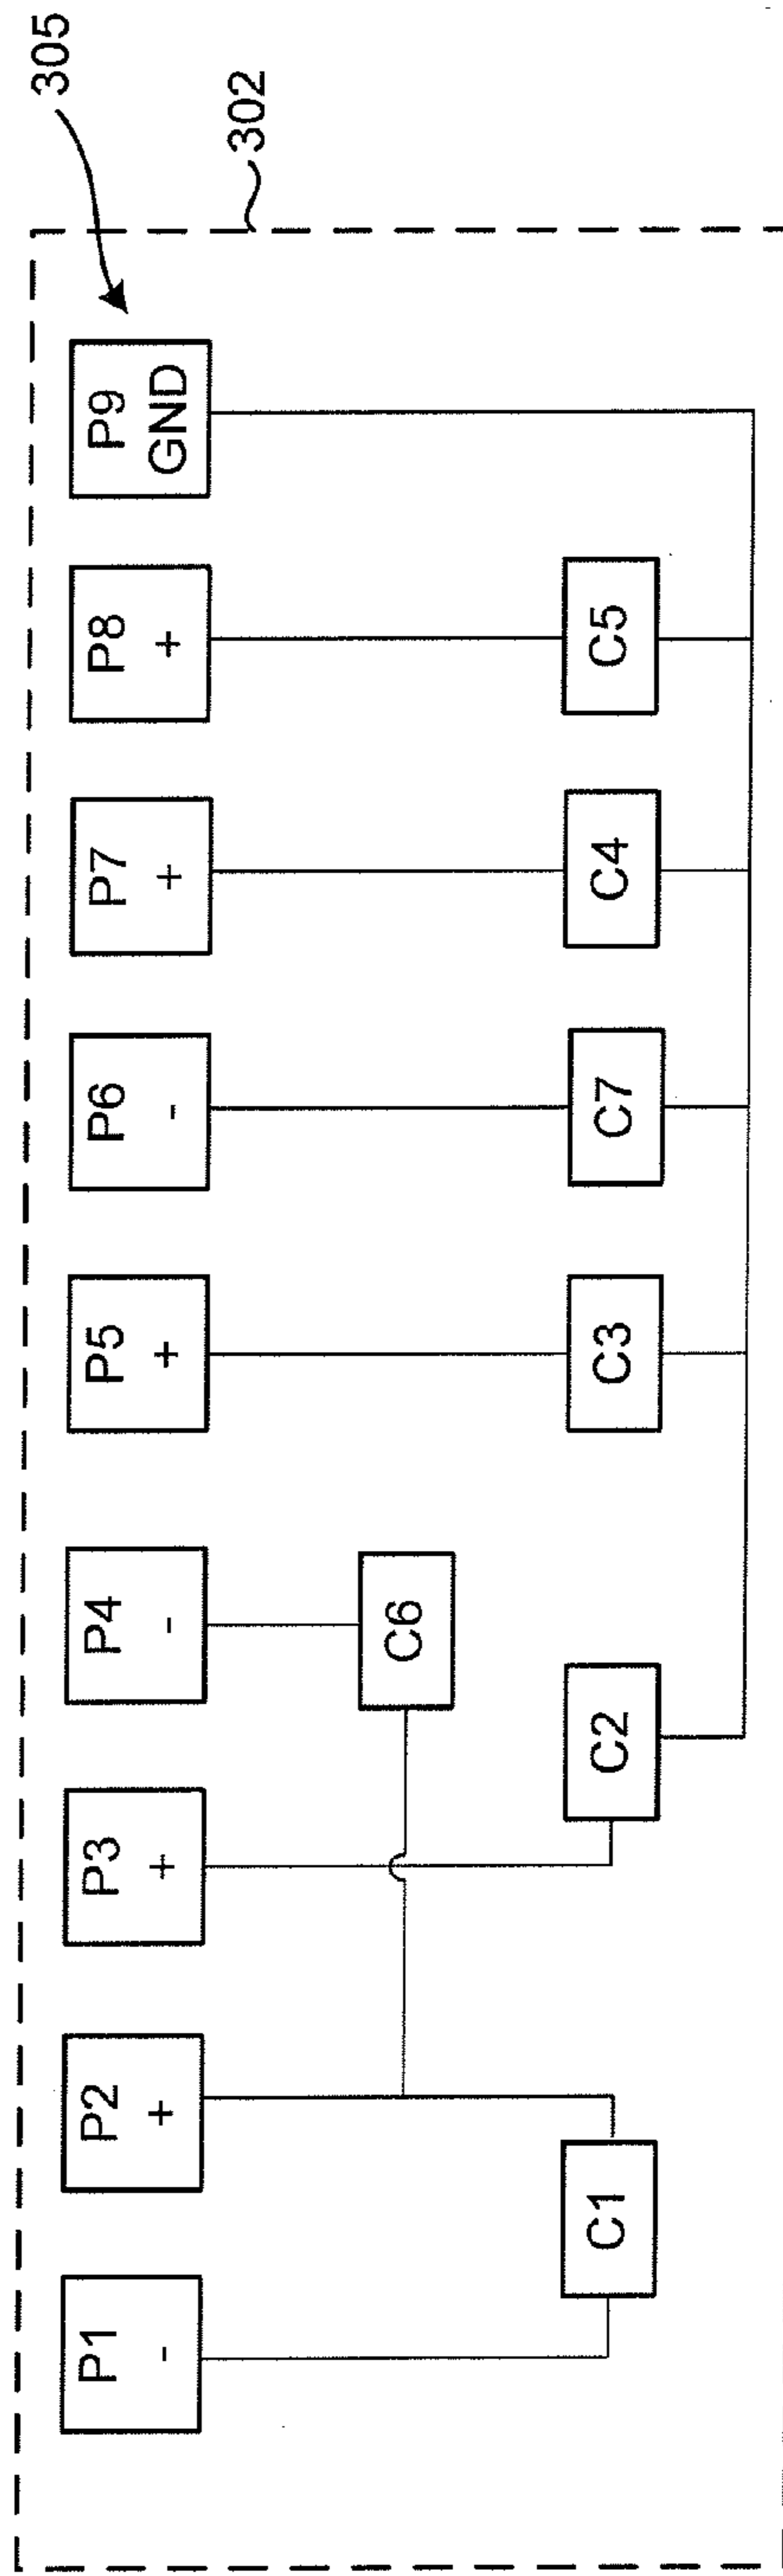 305
302
P1
-
P2
+
P3
+
P4
-
P5
+
P6
-
P7
+
P8
+
P9
GND
C6
C1
C2
C3
C7
C4
C5